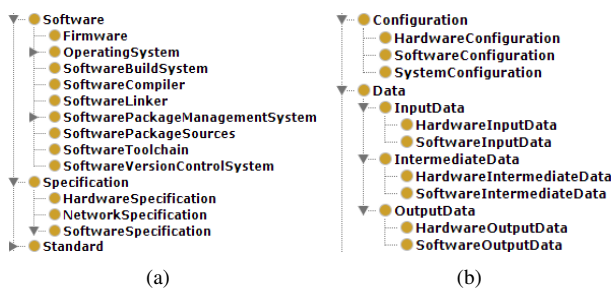 Software
Firmware
OperatingSystem
SoftwareBuildSystem
SoftwareCompiler
SoftwareLinker
SoftwarePackageManagementSystem
SoftwarePackageSources
SoftwareToolchain
SoftwareVersionControlSystem
Specification
HardwareSpecification
NetworkSpecification
SoftwareSpecification
Standard
(a)
Configuration
HardwareConfiguration
SoftwareConfiguration
SystemConfiguration
Data
InputData
HardwareInputData
SoftwareInputData
IntermediateData
HardwareIntermediateData
SoftwareIntermediateData
OutputData
HardwareOutputData
SoftwareOutputData
(b)